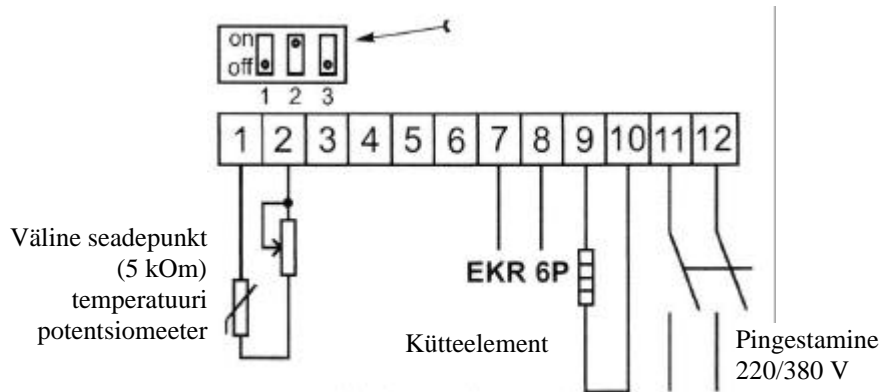 on
off
1 2 3
1 2 3 4 5 6 7 8 9 10 11 12
Väline seadepunkt
(5 kOm)
temperatuuri
potentsiomeeter
EKR 6P
Kütteelement
Pingestamine
220/380 V